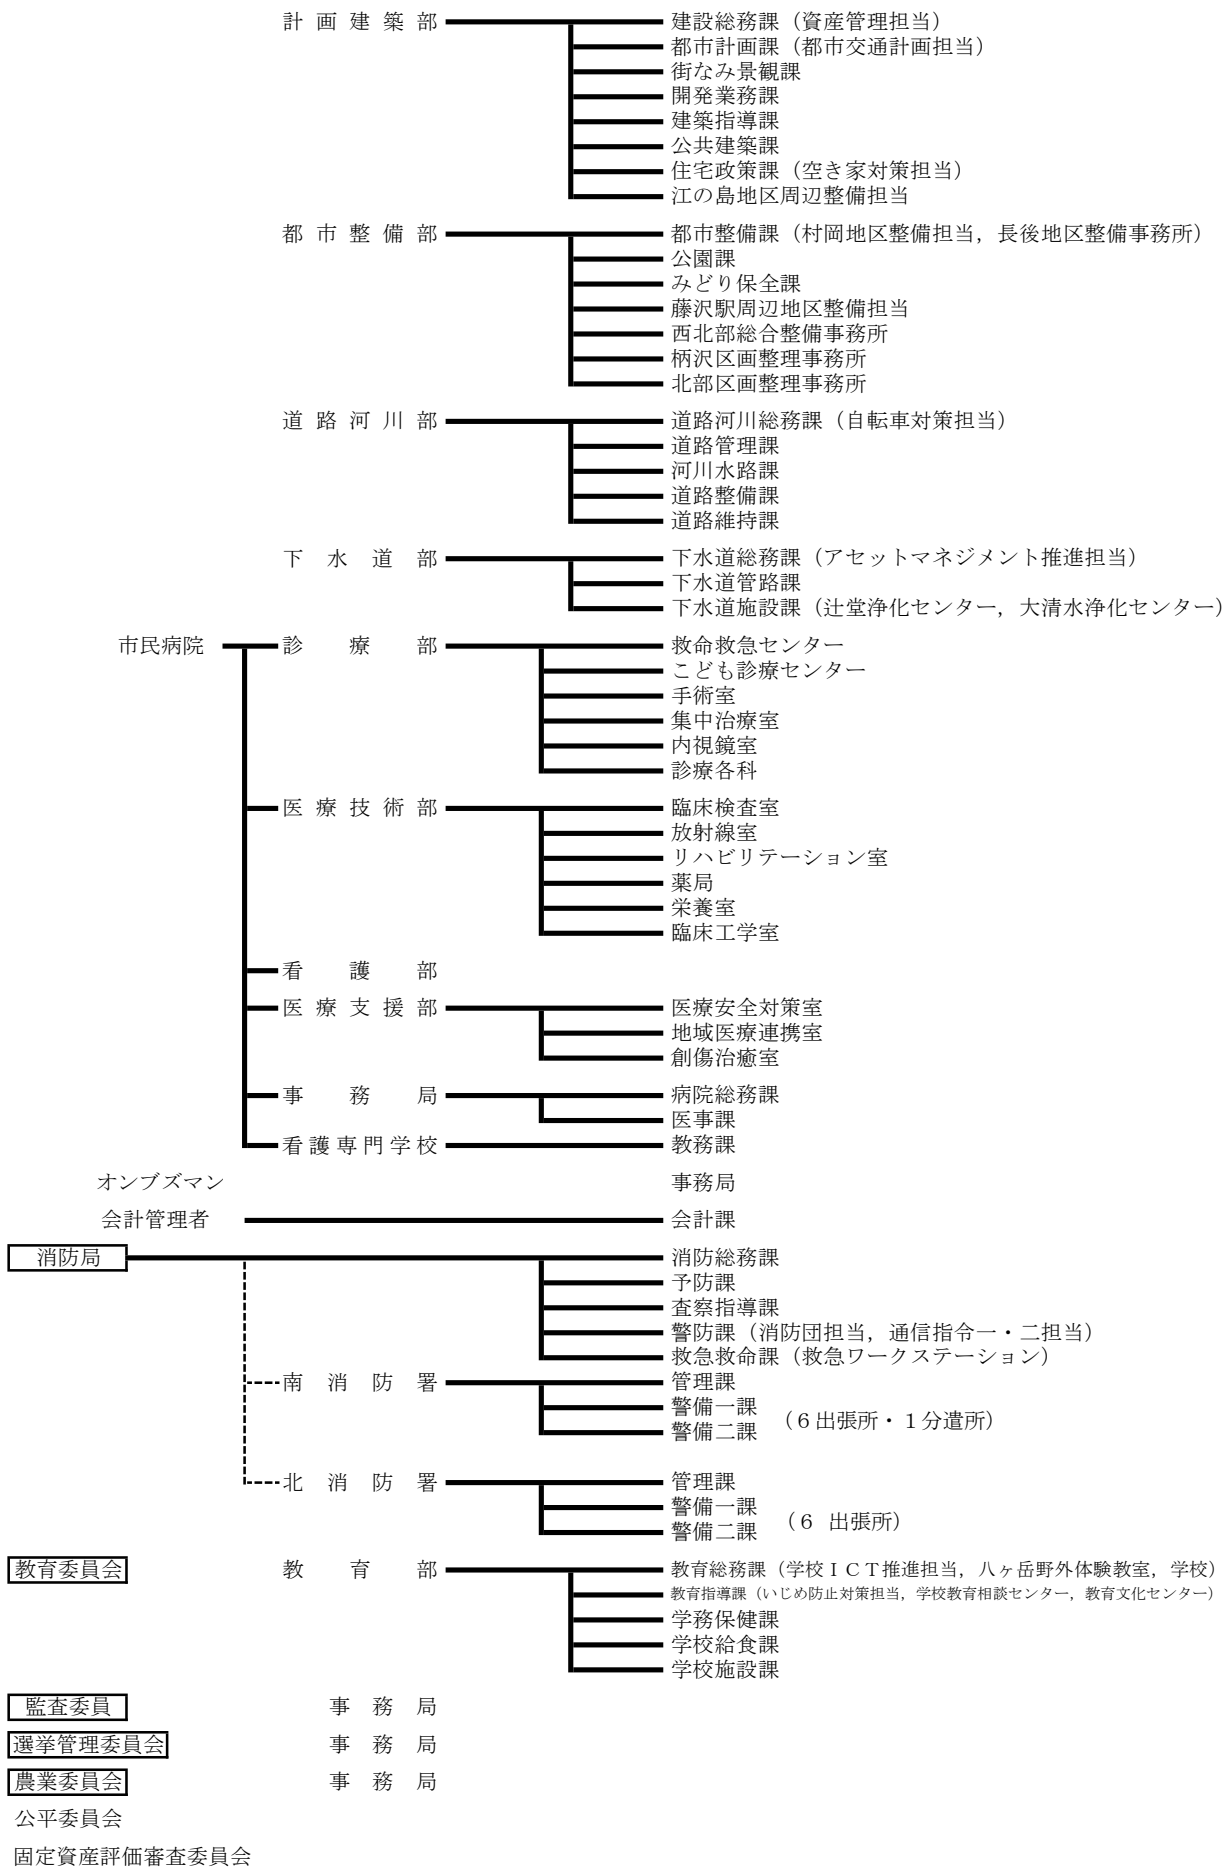 計画建築部 建設総務課（資産管理担当）
都市計画課（都市交通計画担当）
街なみ景観課
開発業務課
建築指導課
公共建築課
住宅政策課（空き家対策担当）
江の島地区周辺整備担当
都市整備部 都市整備課（村岡地区整備担当，長後地区整備事務所）
公園課
みどり保全課
藤沢駅周辺地区整備担当
西北部総合整備事務所
柄沢区画整理事務所
北部区画整理事務所
道路河川部 道路河川総務課（自転車対策担当）
道路管理課
河川水路課
道路整備課
道路維持課
下水道部 下水道総務課（アセットマネジメント推進担当）
下水道管路課
下水道施設課（辻堂浄化センター，大清水浄化センター）
市民病院 診療部 救命救急センター
こども診療センター
手術室
集中治療室
内視鏡室
診療各科
医療技術部 臨床検査室
放射線室
リハビリテーション室
薬局
栄養室
臨床工学室
看護部
医療支援部 医療安全対策室
地域医療連携室
創傷治癒室
事務局 病院総務課
医事課
看護専門学校 教務課
オンブズマン 事務局
会計管理者 会計課
消防局 消防総務課
予防課
査察指導課
警防課（消防団担当，通信指令一・二担当）
救急救命課（救急ワークステーション）
南消防署 管理課
警備一課
（６出張所・１分遣所）
警備二課
北消防署 管理課
警備一課
（６ 出張所）
警備二課
教育委員会 教育部 教育総務課（学校ＩＣＴ推進担当，八ヶ岳野外体験教室，学校）
教育指導課（いじめ防止対策担当，学校教育相談センター，教育文化センター）
学務保健課
学校給食課
学校施設課
監査委員 事務局
選挙管理委員会 事務局
農業委員会 事務局
公平委員会
固定資産評価審査委員会